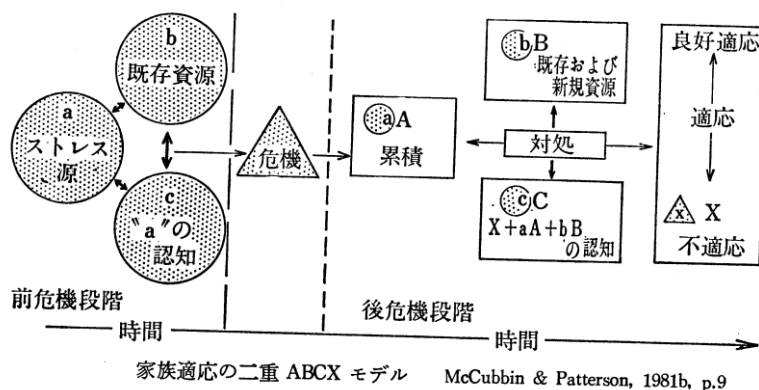 b
既存資源
a
ストレス
源
c
〝a〟の
認知
危機
aA
累積
bB
既存および
新規資源
対処
cC
X+aA+bB
の認知
良好適応
適応
x X
不適応
前危機段階
後危機段階
時間
時間
家族適応の二重 ABCX モデル McCubbin & Patterson, 1981b, p.9